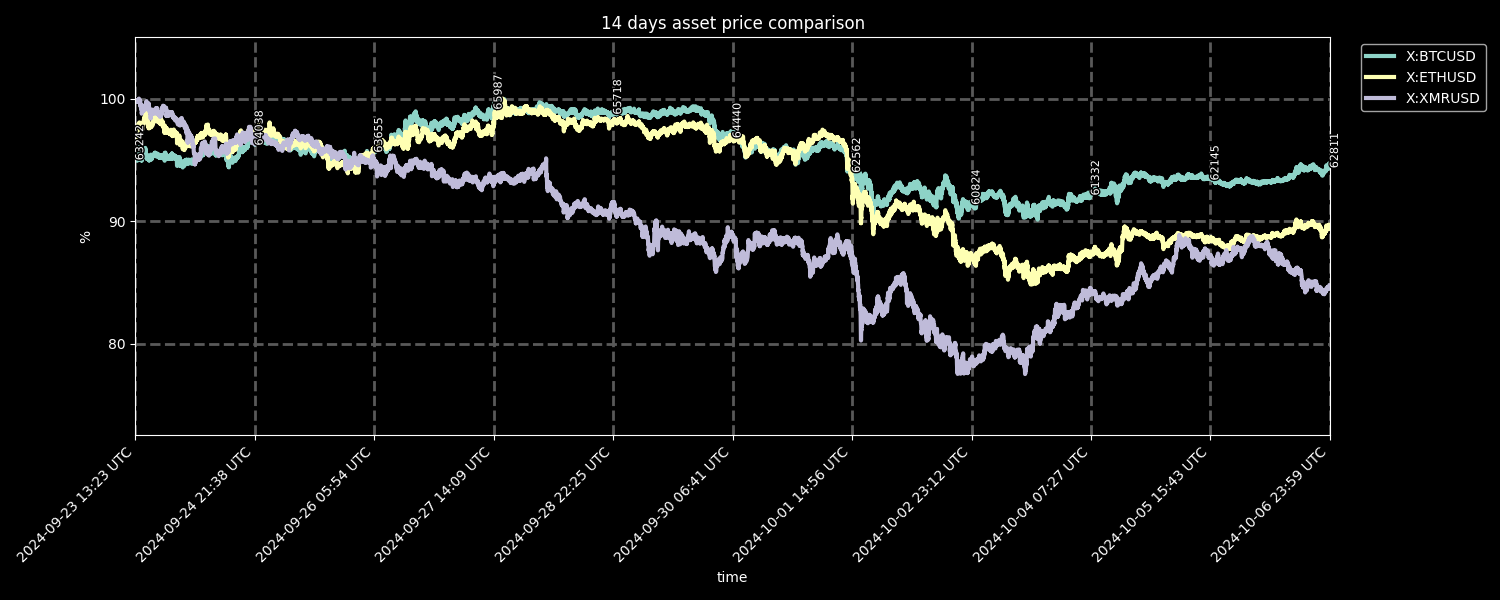 14 days asset price comparison
X:BTCUSD
X:ETHUSD
X:XMRUSD
100
90
80
%
63242
64038
63655
65987
65718
64440
62562
60824
61332
62145
62811
2024-09-23 13:23 UTC
2024-09-24 21:38 UTC
2024-09-26 05:54 UTC
2024-09-27 14:09 UTC
2024-09-28 22:25 UTC
2024-09-30 06:41 UTC
2024-10-01 14:56 UTC
2024-10-02 23:12 UTC
2024-10-04 07:27 UTC
2024-10-05 15:43 UTC
2024-10-06 23:59 UTC
time